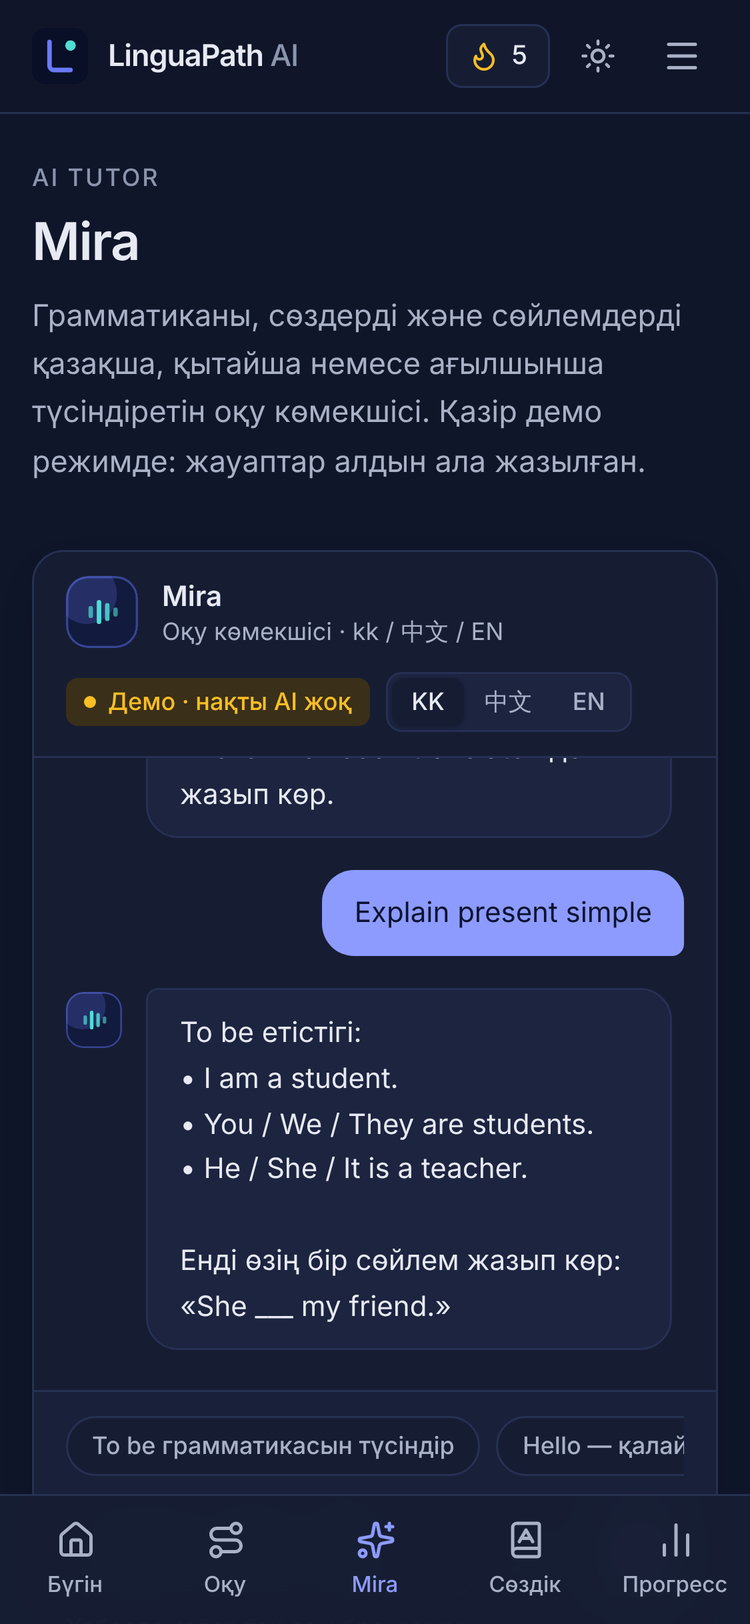 LinguaPath AI
5
AI TUTOR
Mira
Грамматиканы, сөздерді және сөйлемдерді
қазақша, қытайша немесе ағылшынша
түсіндіретін оқу көмекшісі. Қазір демо
режимде: жауаптар алдын ала жазылған.
Mira
Оқу көмекшісі · kk / 中文 / EN
Демо · нақты AI жоқ
KK 中文 EN
жазып көр.
Explain present simple
To be етістігі:
• I am a student.
• You / We / They are students.
• He / She / It is a teacher.
Енді өзің бір сөйлем жазып көр:
«She ___ my friend.»
To be грамматикасын түсіндір
Hello — қалай
Бүгін Оқу Mira Сөздік Прогресс